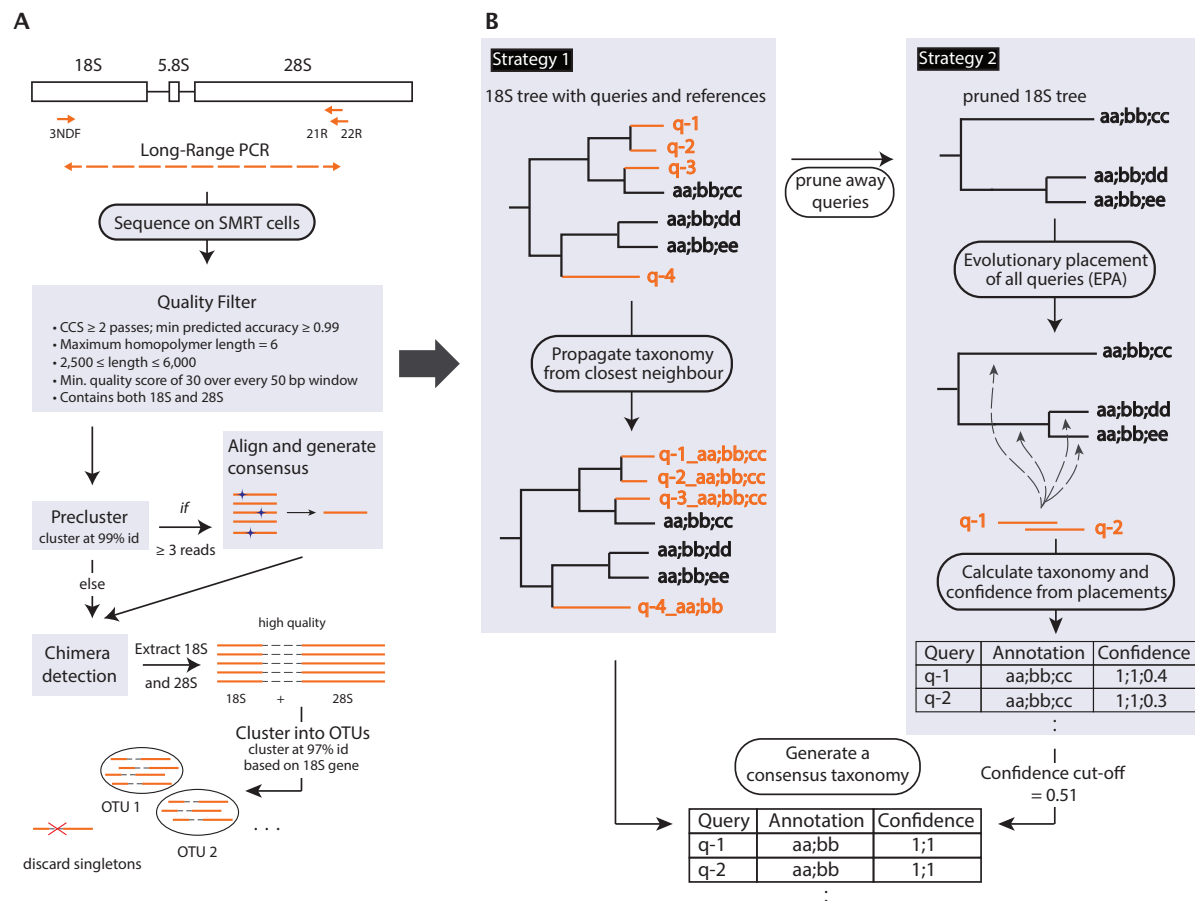 A
18S 5.8S 28S
3NDF 21R 22R
Long-Range PCR
Sequence on SMRT cells
Quality Filter
• CCS ≥ 2 passes; min predicted accuracy ≥ 0.99
• Maximum homopolymer length = 6
• 2,500 ≤ length ≤ 6,000
• Min. quality score of 30 over every 50 bp window
• Contains both 18S and 28S
Align and generate
consensus
Precluster
cluster at 99% id
if
≥ 3 reads
else
Chimera
detection
Extract 18S
and 28S
high quality
18S + 28S
Cluster into OTUs
cluster at 97% id
based on 18S gene
OTU 1
OTU 2
. . .
discard singletons
B
Strategy 1
18S tree with queries and references
q-1
q-2
q-3
aa;bb;cc
aa;bb;dd
aa;bb;ee
q-4
Propagate taxonomy
from closest neighbour
q-1_aa;bb;cc
q-2_aa;bb;cc
q-3_aa;bb;cc
aa;bb;cc
aa;bb;dd
aa;bb;ee
q-4_aa;bb
prune away
queries
Strategy 2
pruned 18S tree
aa;bb;cc
aa;bb;dd
aa;bb;ee
Evolutionary placement
of all queries (EPA)
aa;bb;cc
aa;bb;dd
aa;bb;ee
q-1
q-2
Calculate taxonomy and
confidence from placements
Query Annotation Confidence
q-1 aa;bb;cc 1;1;0.4
q-2 aa;bb;cc 1;1;0.3
:
Confidence cut-off
= 0.51
Generate a
consensus taxonomy
Query Annotation Confidence
q-1 aa;bb 1;1
q-2 aa;bb 1;1
: